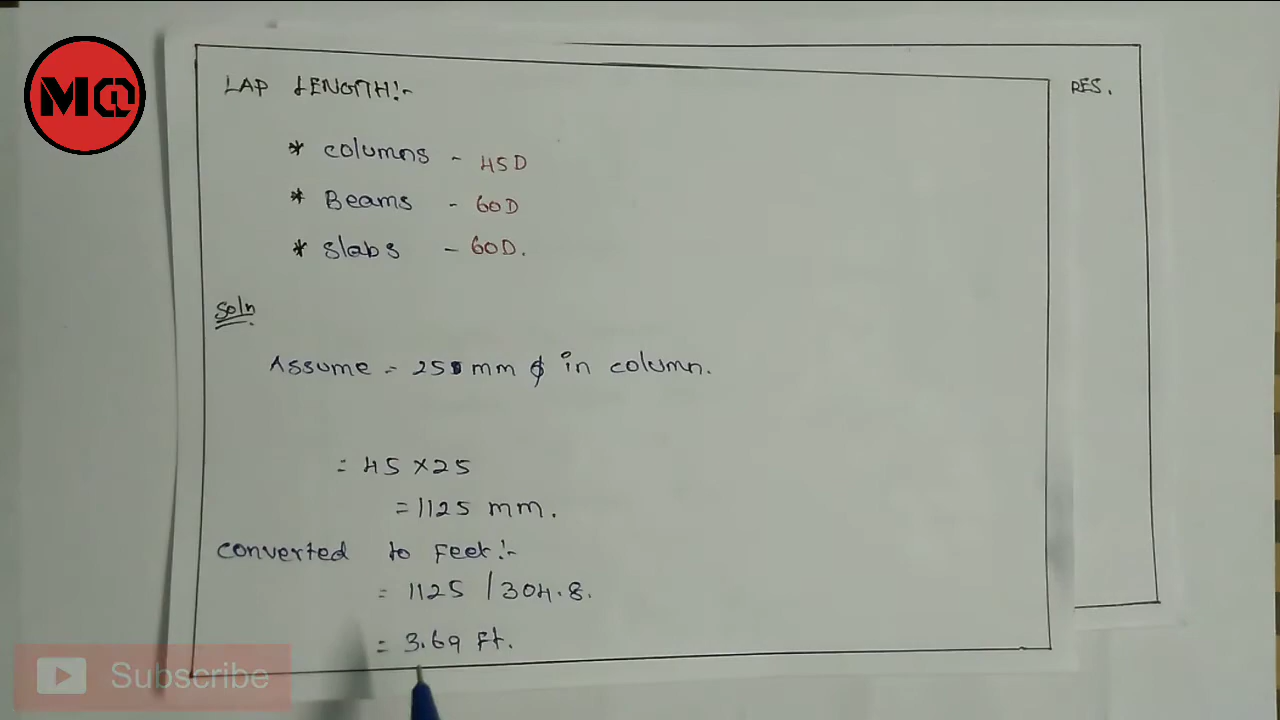 M@
LAP LENGTH:-
RES.
* columns - 45D
* Beams - 60D
* slabs - 60D.
Soln
Assume = 25 mm ϕ in column.
= 45 × 25
= 1125 mm.
converted to Feet:-
= 1125 / 304.8.
= 3.69 Ft.
Subscribe